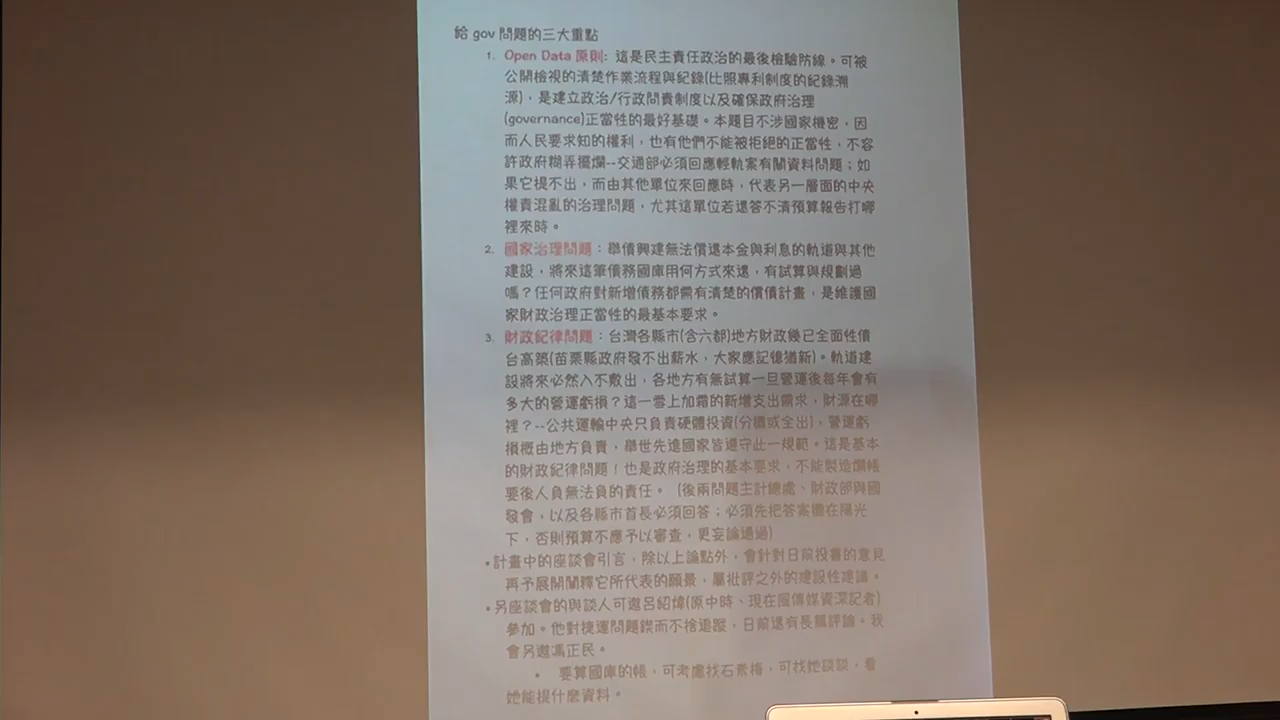 給 gov 問題的三大重點
1. Open Data 原則: 這是民主責任政治的最後檢驗防線。可被
公開檢視的清楚作業流程與紀錄(比照專利制度的紀錄溯
源)，是建立政治/行政問責制度以及確保政府治理
(governance)正當性的最好基礎。本題目不涉國家機密，因
而人民要求知的權利，也有他們不能被拒絕的正當性，不容
許政府糊弄擺爛--交通部必須回應輕軌案有關資料問題；如
果它提不出，而由其他單位來回應時，代表另一層面的中央
權責混亂的治理問題，尤其這單位若還答不清預算報告打哪
裡來時。
2. 國家治理問題：舉債興建無法償還本金與利息的軌道與其他
建設，將來這筆債務國庫用何方式來還，有試算與規劃過
嗎？任何政府對新增債務都需有清楚的償債計畫，是維護國
家財政治理正當性的最基本要求。
3. 財政紀律問題：台灣各縣市(含六都)地方財政幾已全面性債
台高築(苗栗縣政府發不出薪水，大家應記憶猶新)。軌道建
設將來必然入不敷出，各地方有無試算一旦營運後每年會有
多大的營運虧損？這一雪上加霜的新增支出需求，財源在哪
裡？--公共運輸中央只負責硬體投資(分攤或全出)，營運虧
損概由地方負責，舉世先進國家皆遵守此一規範。這是基本
的財政紀律問題！也是政府治理的基本要求，不能製造爛帳
要後人負無法負的責任。 (後兩問題主計總處、財政部與國
發會，以及各縣市首長必須回答；必須先把答案攤在陽光
下，否則預算不應予以審查，更妄論通過)
•計畫中的座談會引言，除以上論點外，會針對日前投書的意見
再予展開闡釋它所代表的願景，屬批評之外的建設性建議。
•另座談會的與談人可邀呂紹煒(原中時、現在風傳媒資深記者)
參加。他對捷運問題鍥而不捨追蹤，日前還有長篇評論。我
會另邀馮正民。
• 要算國庫的帳，可考慮找石素梅，可找她談談，看
她能提什麼資料。